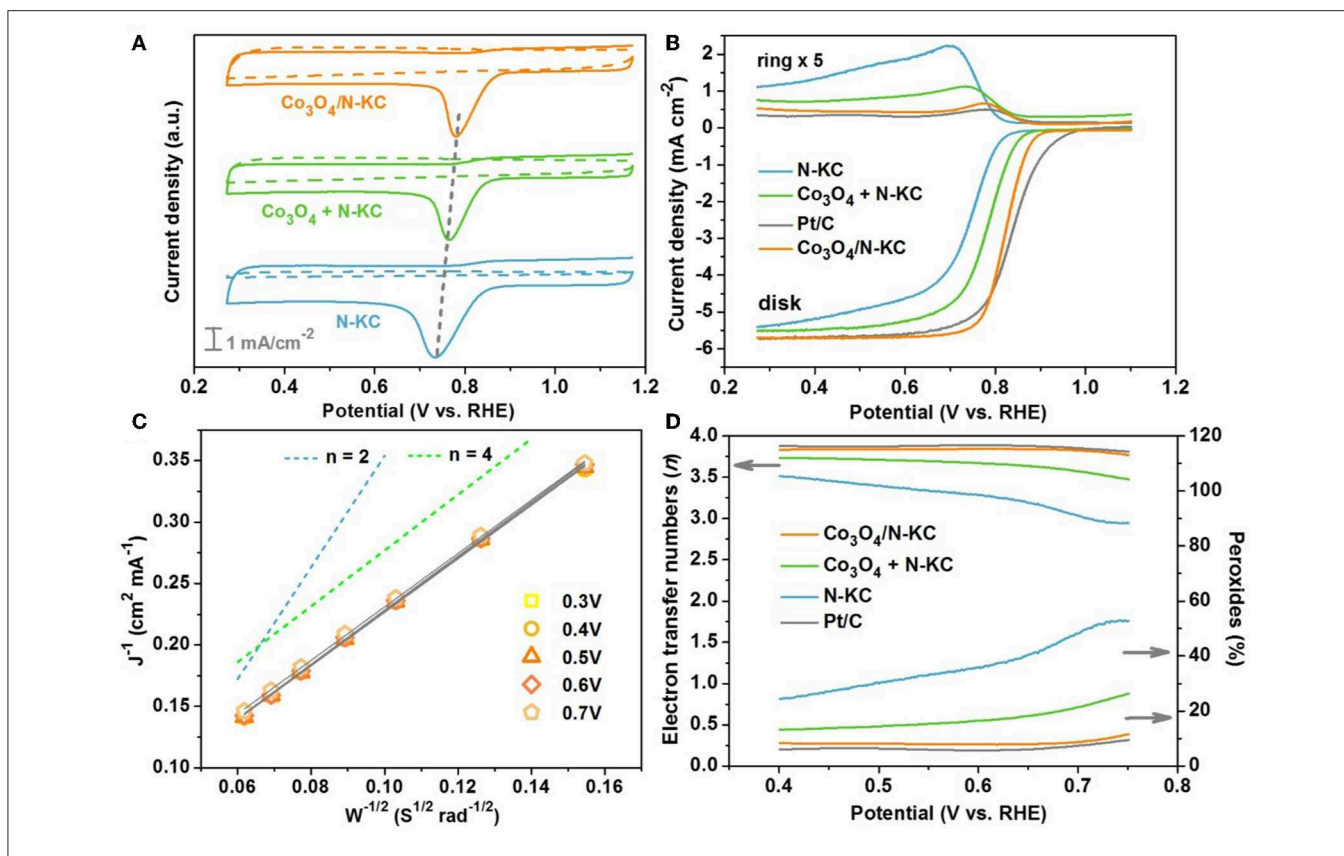 A
Co₃O₄/N-KC
Co₃O₄ + N-KC
N-KC
1 mA/cm⁻²
Current density (a.u.)
0.2 0.4 0.6 0.8 1.0 1.2
Potential (V vs. RHE)
B
ring x 5
N-KC
Co₃O₄ + N-KC
Pt/C
Co₃O₄/N-KC
disk
Current density (mA cm⁻²)
2
1
0
-1
-2
-3
-4
-5
-6
0.2 0.4 0.6 0.8 1.0 1.2
Potential (V vs. RHE)
C
n = 2
n = 4
0.3V
0.4V
0.5V
0.6V
0.7V
J⁻¹ (cm² mA⁻¹)
0.35
0.30
0.25
0.20
0.15
0.10
0.06 0.08 0.10 0.12 0.14 0.16
W⁻¹/² (S¹/² rad⁻¹/²)
D
Electron transfer numbers (n)
4.0
3.5
3.0
2.5
2.0
1.5
1.0
0.5
0.0
Co₃O₄/N-KC
Co₃O₄ + N-KC
N-KC
Pt/C
120
100
80
60
40
20
0
Peroxides (%)
0.4 0.5 0.6 0.7 0.8
Potential (V vs. RHE)